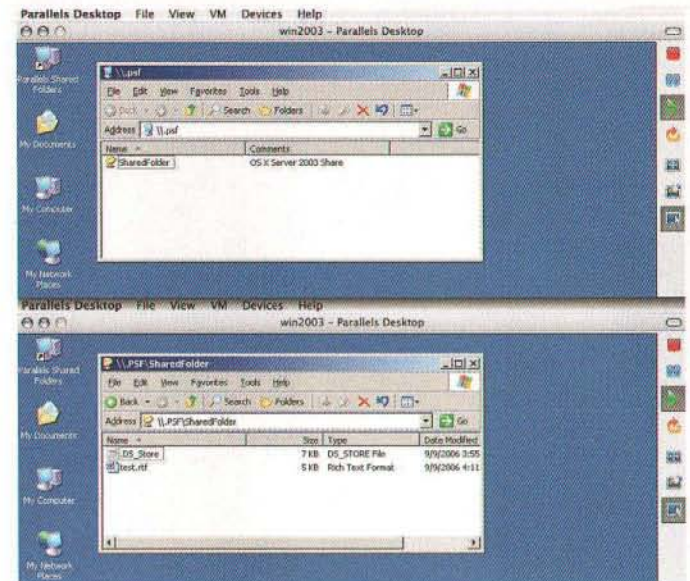 Parallels Desktop File View VM Devices Help
win2003 – Parallels Desktop
Parallels Shared
Folders
\\.psf
File Edit View Favorites Tools Help
Back Search Folders
Address \\.psf Go
My Documents
Name Comments
SharedFolder OS X Server 2003 Share
My Computer
My Network
Places
Parallels Desktop File View VM Devices Help
win2003 – Parallels Desktop
Parallels Shared
Folders
\\.PSF\SharedFolder
File Edit View Favorites Tools Help
Back Search Folders
Address \\.PSF\SharedFolder Go
My Documents
Name Size Type Date Modified
.DS_Store 7 KB DS_STORE File 9/9/2006 3:55
test.rtf 5 KB Rich Text Format 9/9/2006 4:11
My Computer
My Network
Places